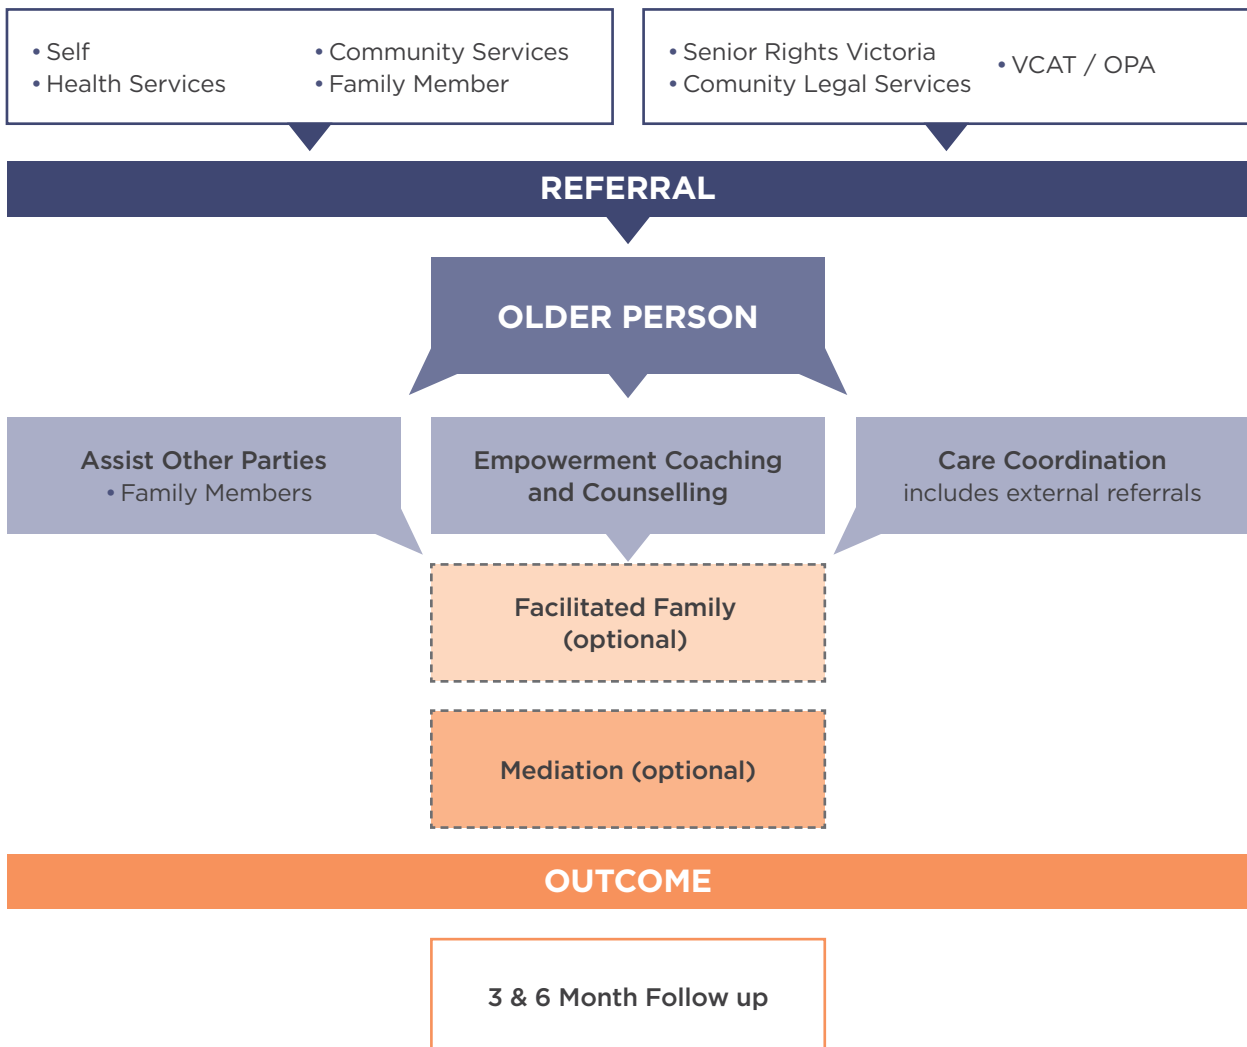 • Self
• Health Services
• Community Services
• Family Member
• Senior Rights Victoria
• Comunity Legal Services
• VCAT / OPA
REFERRAL
OLDER PERSON
Assist Other Parties
• Family Members
Empowerment Coaching
and Counselling
Care Coordination
includes external referrals
Facilitated Family
(optional)
Mediation (optional)
OUTCOME
3 & 6 Month Follow up